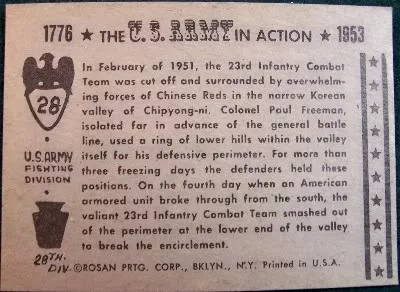 1776 ★ THE U.S. ARMY IN ACTION ★ 1953
28
U.S. ARMY
FIGHTING
DIVISION
28TH.
DIV.
In February of 1951, the 23rd Infantry Combat
Team was cut off and surrounded by overwhelm-
ing forces of Chinese Reds in the narrow Korean
valley of Chipyong-ni. Colonel Paul Freeman,
isolated far in advance of the general battle
line, used a ring of lower hills within the valley
itself for his defensive perimeter. For more than
three freezing days the defenders held these
positions. On the fourth day when an American
armored unit broke through from the south, the
valiant 23rd Infantry Combat Team smashed out
of the perimeter at the lower end of the valley
to break the encirclement.
©ROSAN PRTG. CORP., BKLYN., N.Y. Printed in U.S.A.